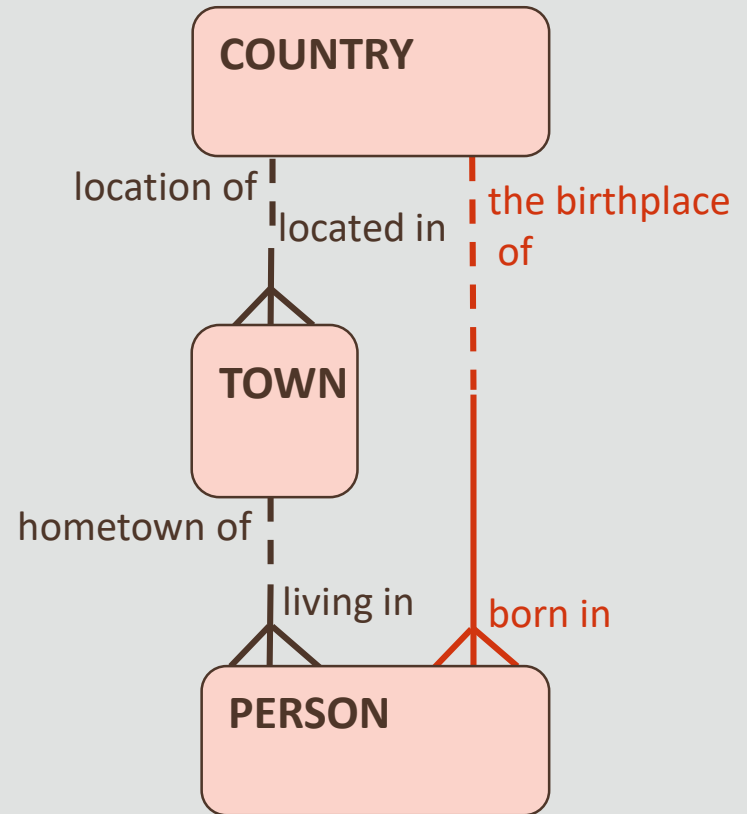 COUNTRY
location of
located in
the birthplace
of
TOWN
hometown of
living in
born in
PERSON